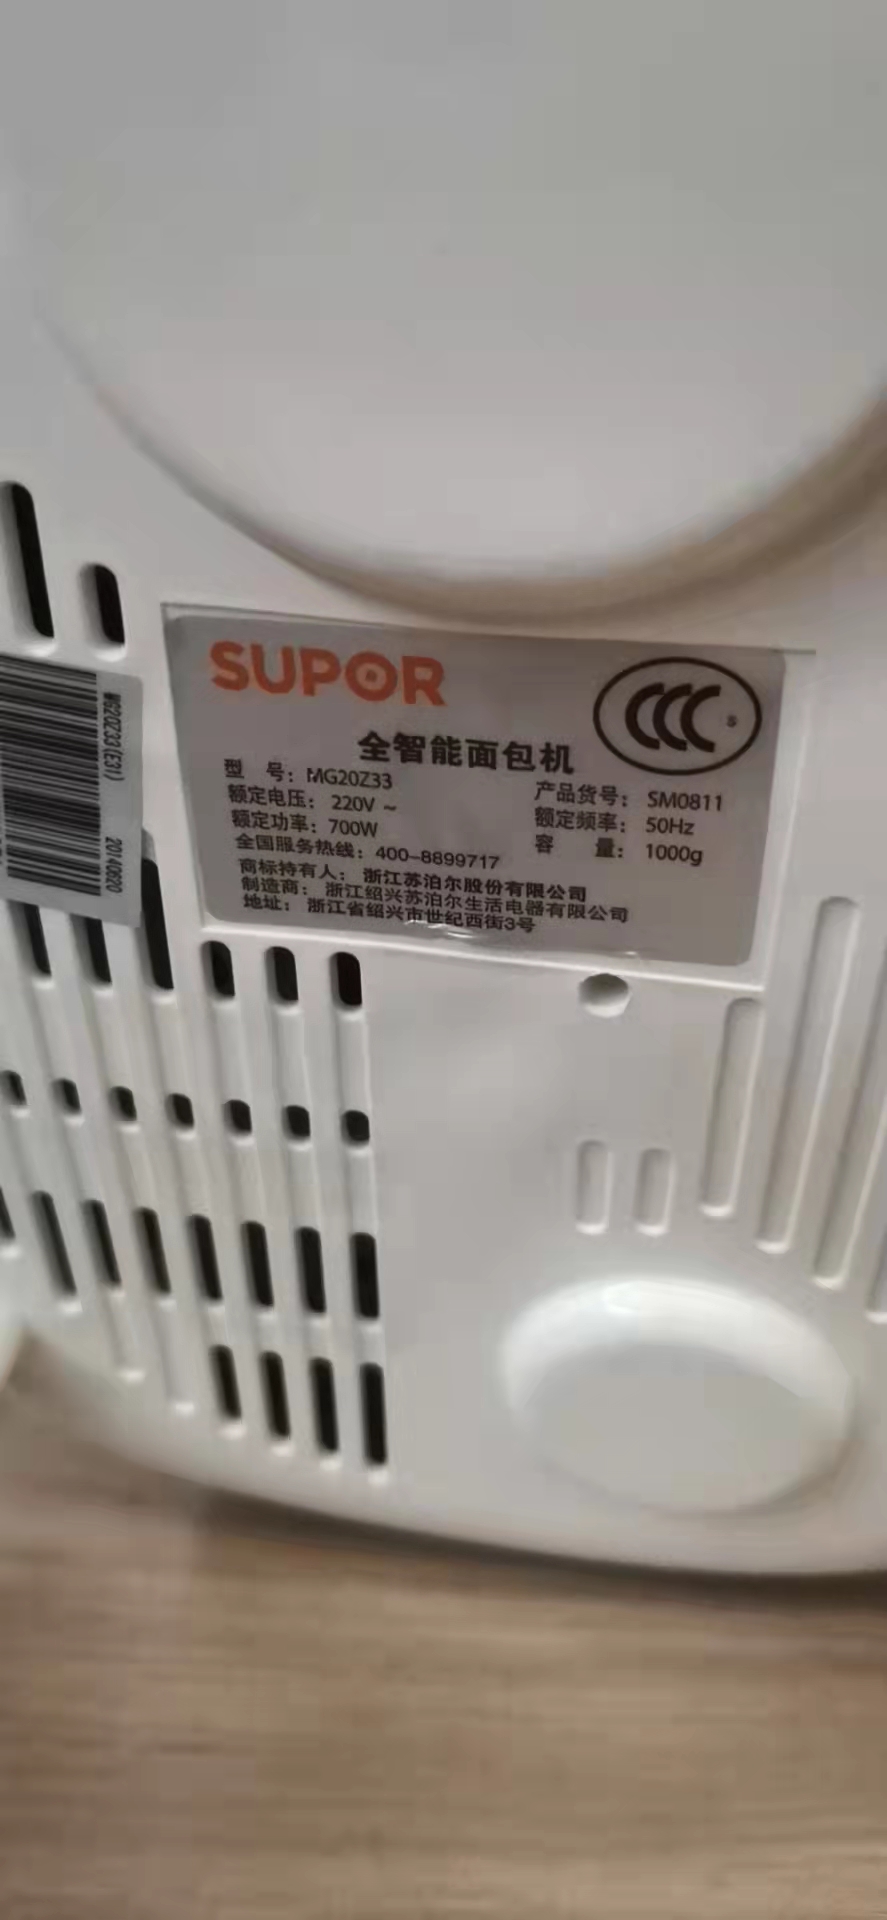 SUPOR
CCC S
全智能面包机
型 号：MG20Z33
产品货号：SM0811
额定电压：220V ~
额定频率：50Hz
额定功率：700W
容 量：1000g
全国服务热线：400-8899717
商标持有人：浙江苏泊尔股份有限公司
制造商：浙江绍兴苏泊尔生活电器有限公司
地址：浙江省绍兴市世纪西街3号
MG20Z33(E31) 20140620